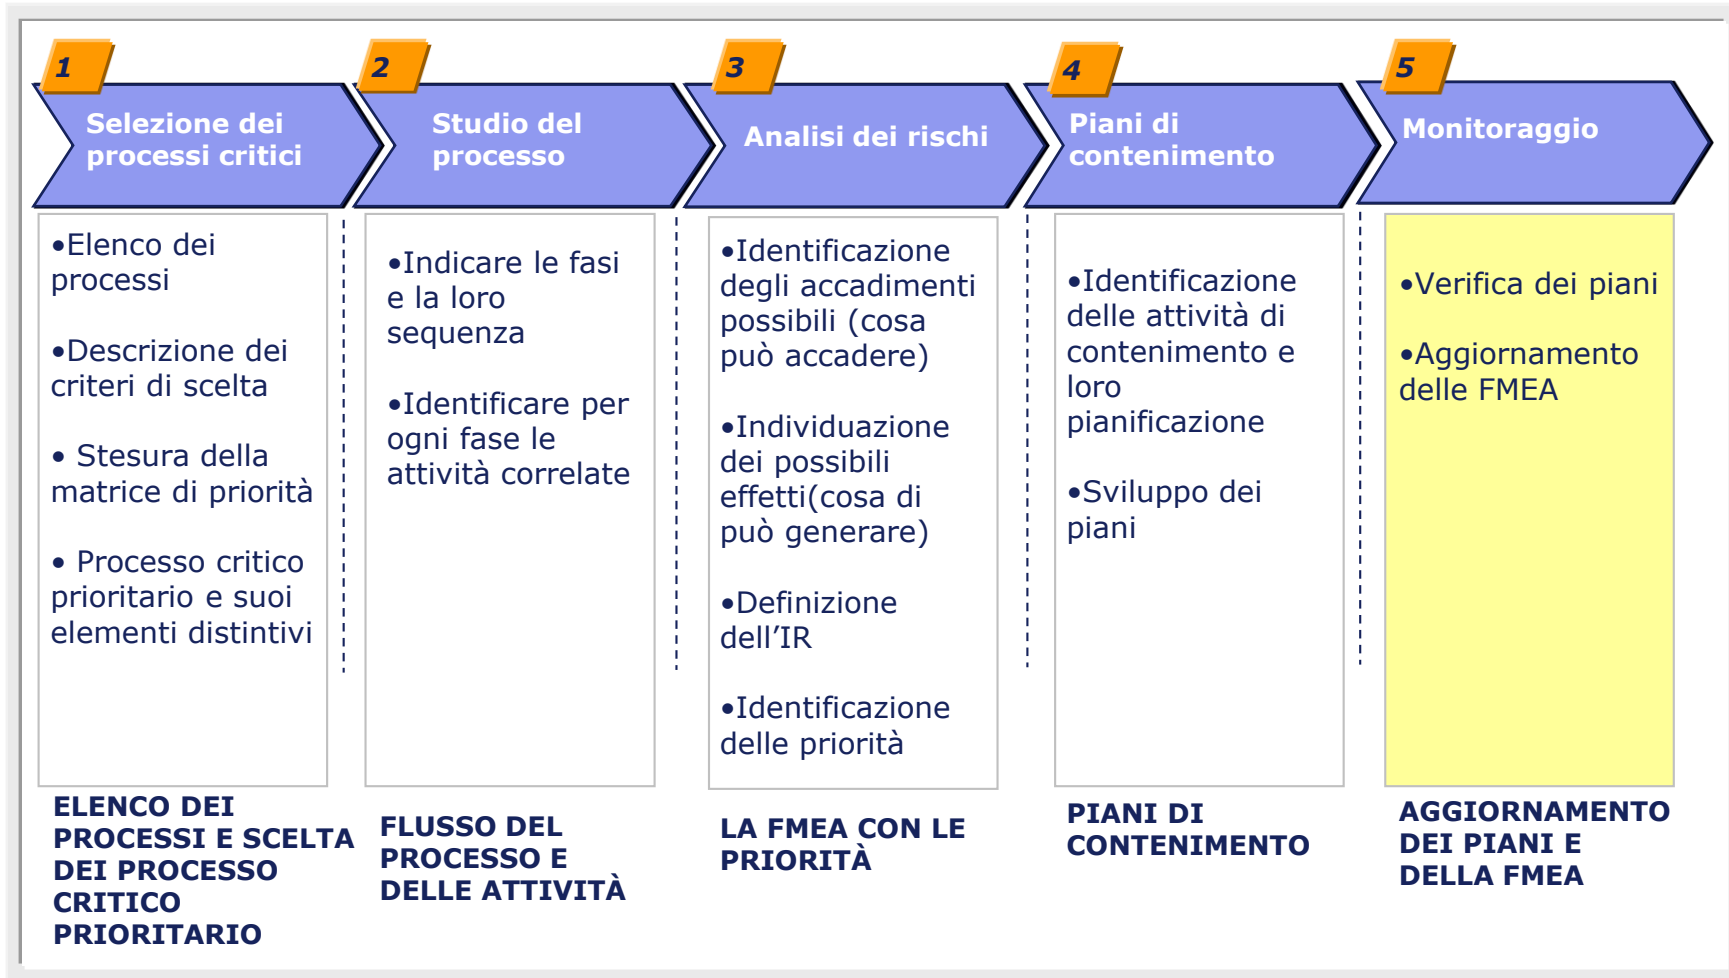 1
Selezione dei
processi critici
•Elenco dei
processi
•Descrizione dei
criteri di scelta
• Stesura della
matrice di priorità
• Processo critico
prioritario e suoi
elementi distintivi
ELENCO DEI
PROCESSI E SCELTA
DEI PROCESSO
CRITICO
PRIORITARIO
2
Studio del
processo
•Indicare le fasi
e la loro
sequenza
•Identificare per
ogni fase le
attività correlate
FLUSSO DEL
PROCESSO E
DELLE ATTIVITÀ
3
Analisi dei rischi
•Identificazione
degli accadimenti
possibili (cosa
può accadere)
•Individuazione
dei possibili
effetti(cosa di
può generare)
•Definizione
dell’IR
•Identificazione
delle priorità
LA FMEA CON LE
PRIORITÀ
4
Piani di
contenimento
•Identificazione
delle attività di
contenimento e
loro
pianificazione
•Sviluppo dei
piani
PIANI DI
CONTENIMENTO
5
Monitoraggio
•Verifica dei piani
•Aggiornamento
delle FMEA
AGGIORNAMENTO
DEI PIANI E
DELLA FMEA